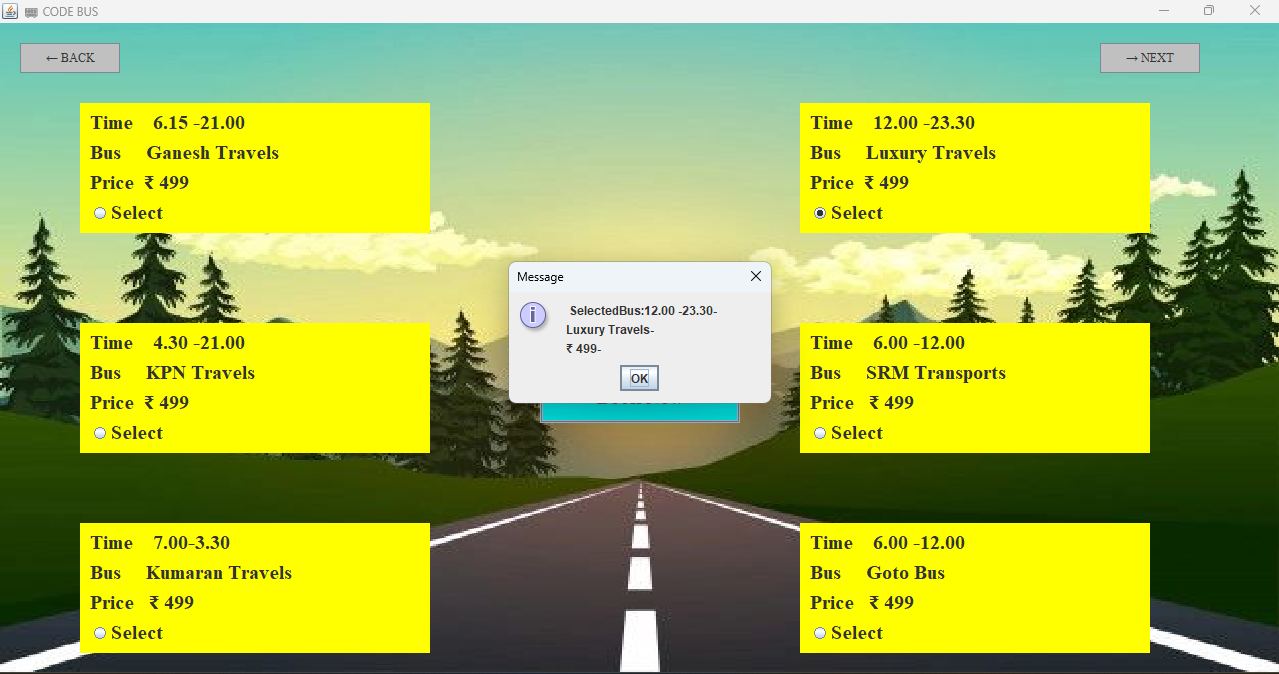 CODE BUS
← BACK
→ NEXT
Time 6.15 -21.00
Bus Ganesh Travels
Price ₹ 499
Select
Time 12.00 -23.30
Bus Luxury Travels
Price ₹ 499
Select
Message
SelectedBus:12.00 -23.30-
Luxury Travels-
₹ 499-
OK
Time 4.30 -21.00
Bus KPN Travels
Price ₹ 499
Select
Time 6.00 -12.00
Bus SRM Transports
Price ₹ 499
Select
Time 7.00-3.30
Bus Kumaran Travels
Price ₹ 499
Select
Time 6.00 -12.00
Bus Goto Bus
Price ₹ 499
Select